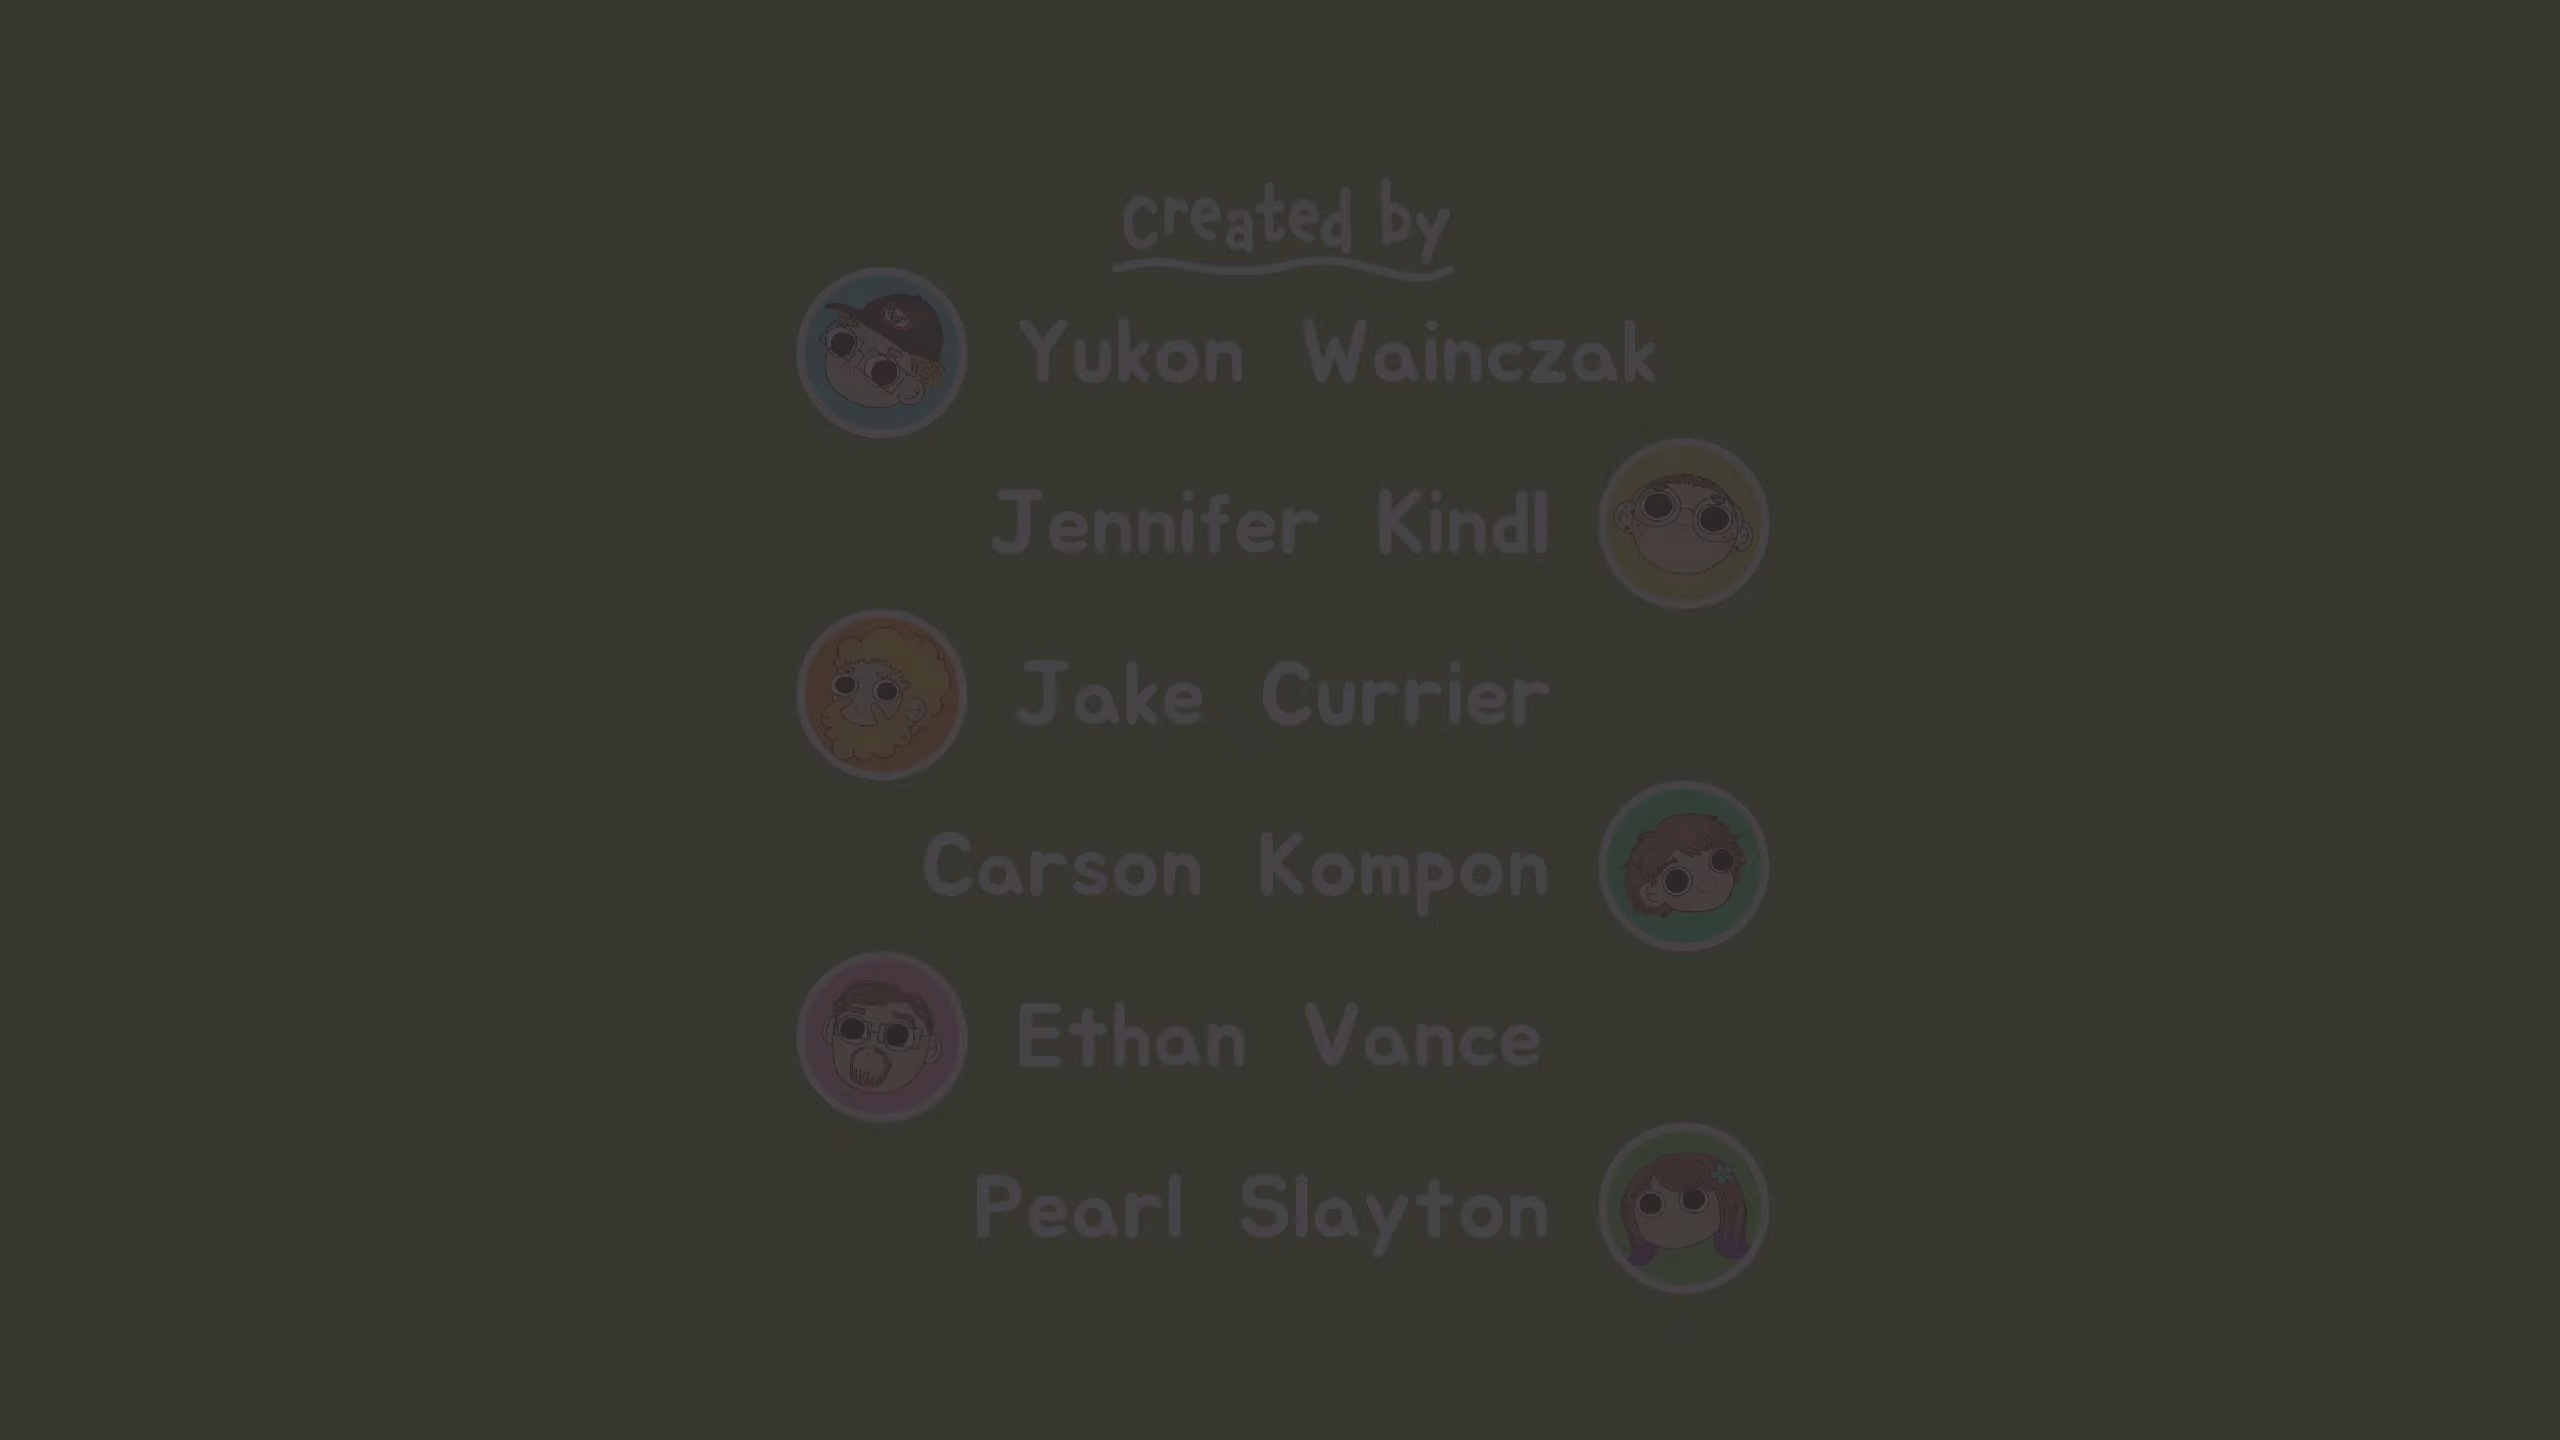 created by
Yukon Wainczak
Jennifer Kindl
Jake Currier
Carson Kompon
Ethan Vance
Pearl Slayton